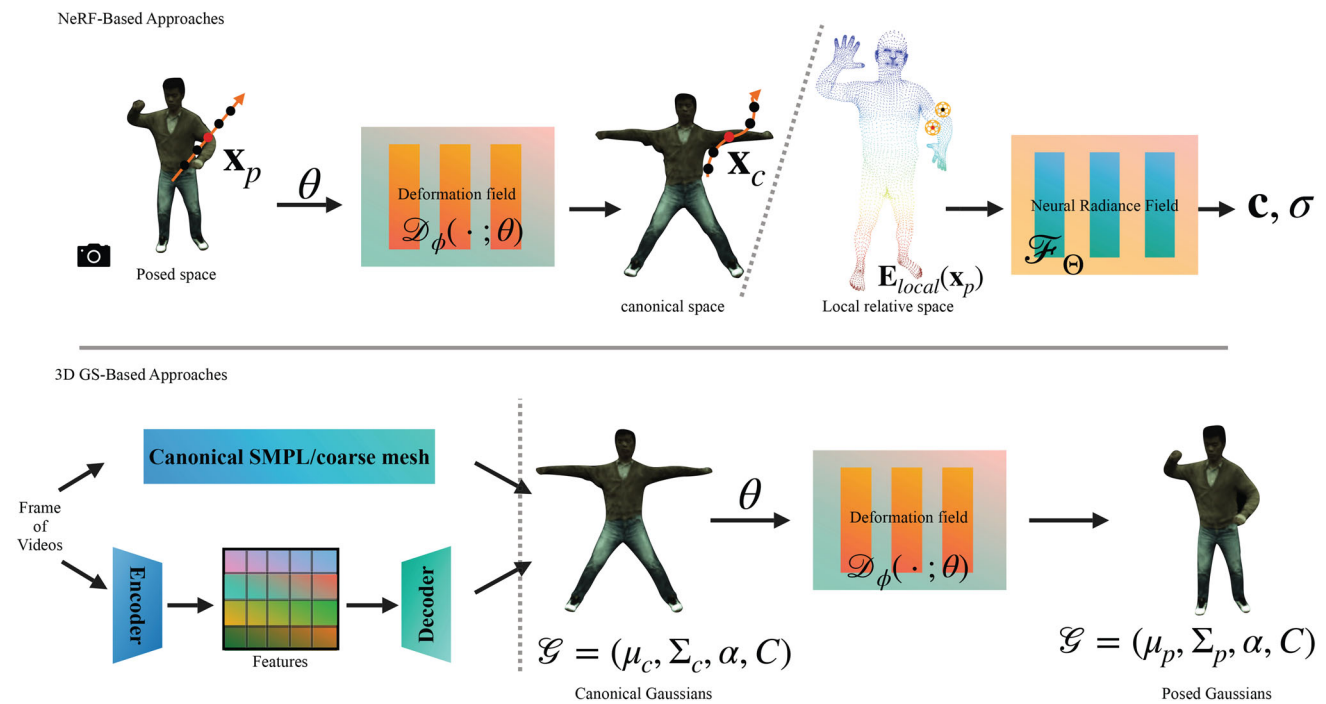 NeRF-Based Approaches
𝐱_p
θ
Deformation field
𝒟_ϕ( · ; θ)
Posed space
𝐱_c
canonical space
𝐄_local(𝐱_p)
Local relative space
Neural Radiance Field
ℱ_Θ
𝐜, σ
3D GS-Based Approaches
Frame
of
Videos
Canonical SMPL/coarse mesh
Encoder
Features
Decoder
𝒢 = (μ_c, Σ_c, α, C)
Canonical Gaussians
θ
Deformation field
𝒟_ϕ( · ; θ)
𝒢 = (μ_p, Σ_p, α, C)
Posed Gaussians